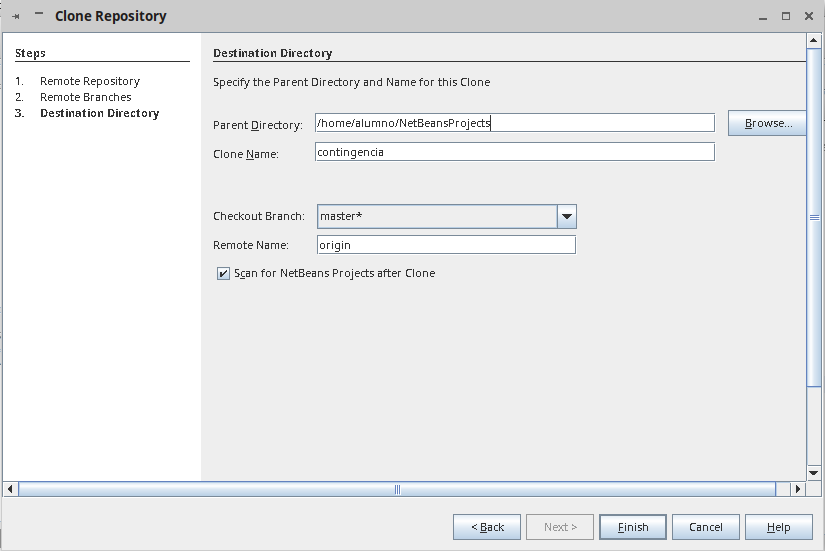 Clone Repository
Steps
1. Remote Repository
2. Remote Branches
3. Destination Directory
Destination Directory
Specify the Parent Directory and Name for this Clone
Parent Directory: /home/alumno/NetBeansProjects Browse...
Clone Name: contingencia
Checkout Branch: master*
Remote Name: origin
Scan for NetBeans Projects after Clone
< Back Next > Finish Cancel Help